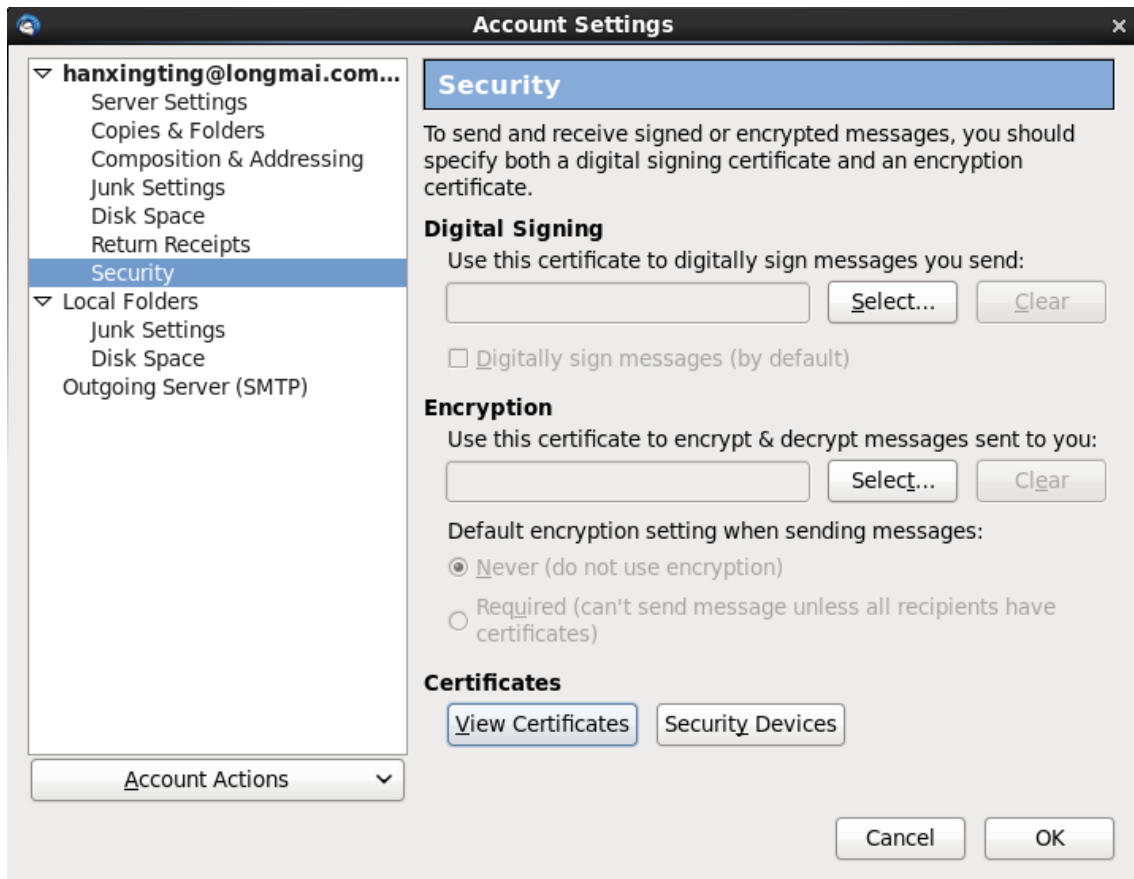 Account Settings
hanxingting@longmai.com...
Server Settings
Copies & Folders
Composition & Addressing
Junk Settings
Disk Space
Return Receipts
Security
Local Folders
Junk Settings
Disk Space
Outgoing Server (SMTP)
Account Actions
Security
To send and receive signed or encrypted messages, you should
specify both a digital signing certificate and an encryption
certificate.
Digital Signing
Use this certificate to digitally sign messages you send:
Select... Clear
Digitally sign messages (by default)
Encryption
Use this certificate to encrypt & decrypt messages sent to you:
Select... Clear
Default encryption setting when sending messages:
Never (do not use encryption)
Required (can't send message unless all recipients have
certificates)
Certificates
View Certificates Security Devices
Cancel OK